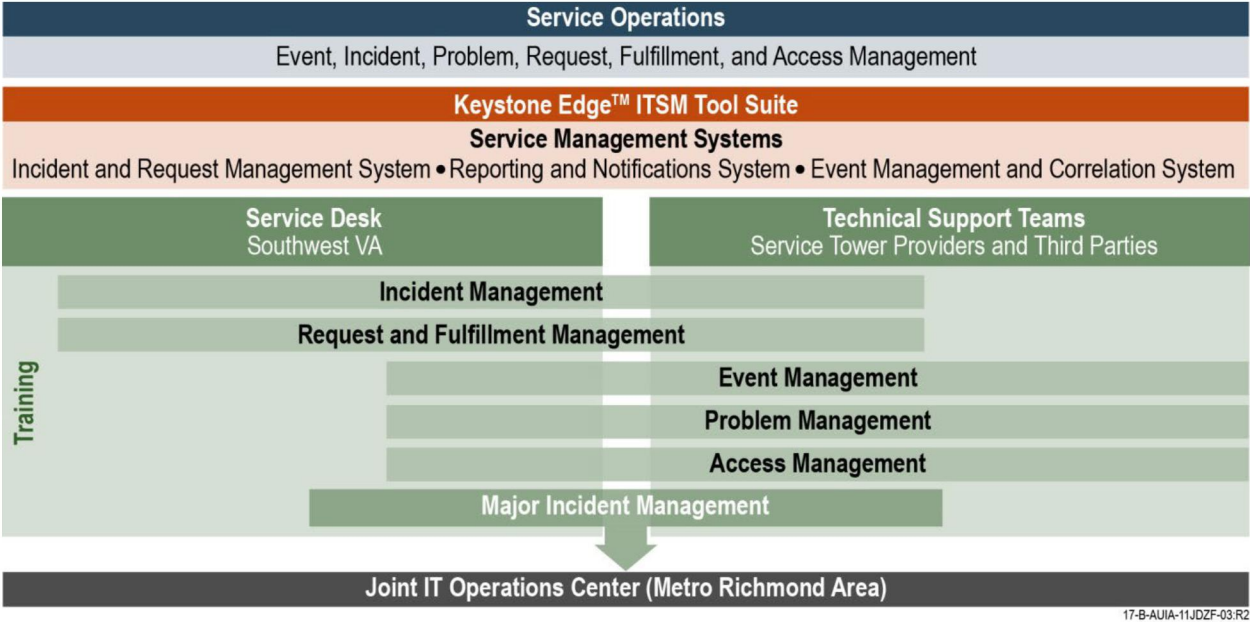 Service Operations
Event, Incident, Problem, Request, Fulfillment, and Access Management
Keystone Edge™ ITSM Tool Suite
Service Management Systems
Incident and Request Management System • Reporting and Notifications System • Event Management and Correlation System
Service Desk
Southwest VA
Technical Support Teams
Service Tower Providers and Third Parties
Training
Incident Management
Request and Fulfillment Management
Event Management
Problem Management
Access Management
Major Incident Management
Joint IT Operations Center (Metro Richmond Area)
17-B-AUIA-11JDZF-03:R2